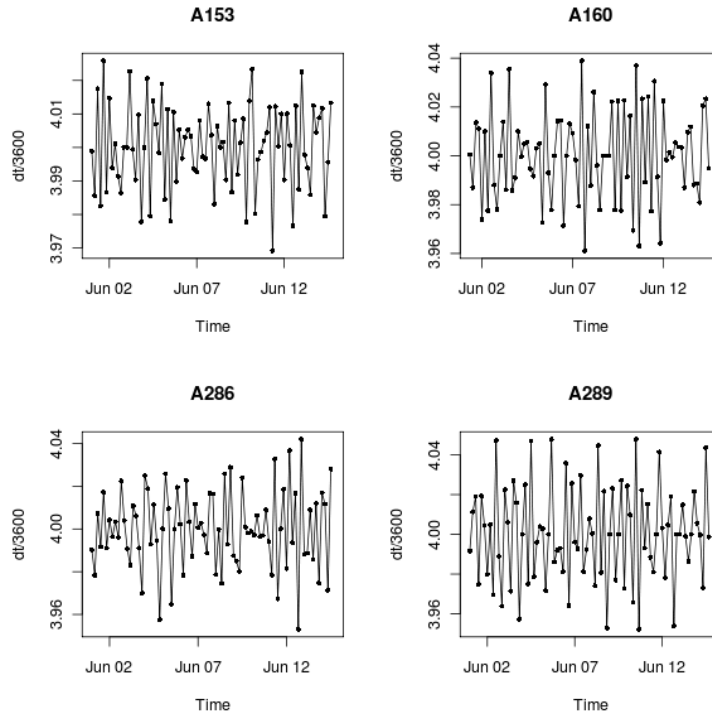 A153
dt/3600
4.01
3.99
3.97
Jun 02
Jun 07
Jun 12
Time
A160
dt/3600
4.04
4.02
4.00
3.98
3.96
Jun 02
Jun 07
Jun 12
Time
A286
dt/3600
4.04
4.00
3.96
Jun 02
Jun 07
Jun 12
Time
A289
dt/3600
4.04
4.00
3.96
Jun 02
Jun 07
Jun 12
Time